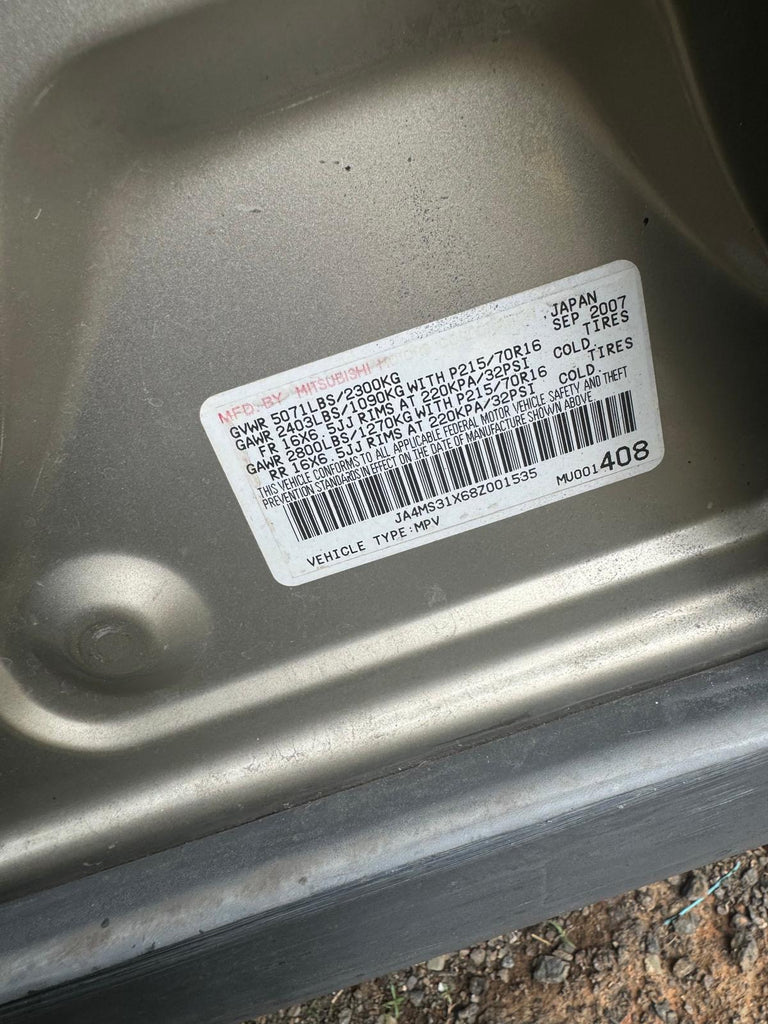 MFD. BY MITSUBISHI MOTORS JAPAN
SEP 2007
GVWR 5071LBS/2300KG
GAWR 2403LBS/1090KG WITH P215/70R16 TIRES
FR 16X6.5JJ RIMS AT 220KPA/32PSI COLD.
GAWR 2800LBS/1270KG WITH P215/70R16 TIRES
RR 16X6.5JJ RIMS AT 220KPA/32PSI COLD.
THIS VEHICLE CONFORMS TO ALL APPLICABLE FEDERAL MOTOR VEHICLE SAFETY AND THEFT
PREVENTION STANDARDS IN EFFECT ON THE DATE OF MANUFACTURE SHOWN ABOVE
JA4MS31X68Z001535
VEHICLE TYPE:MPV MU001408